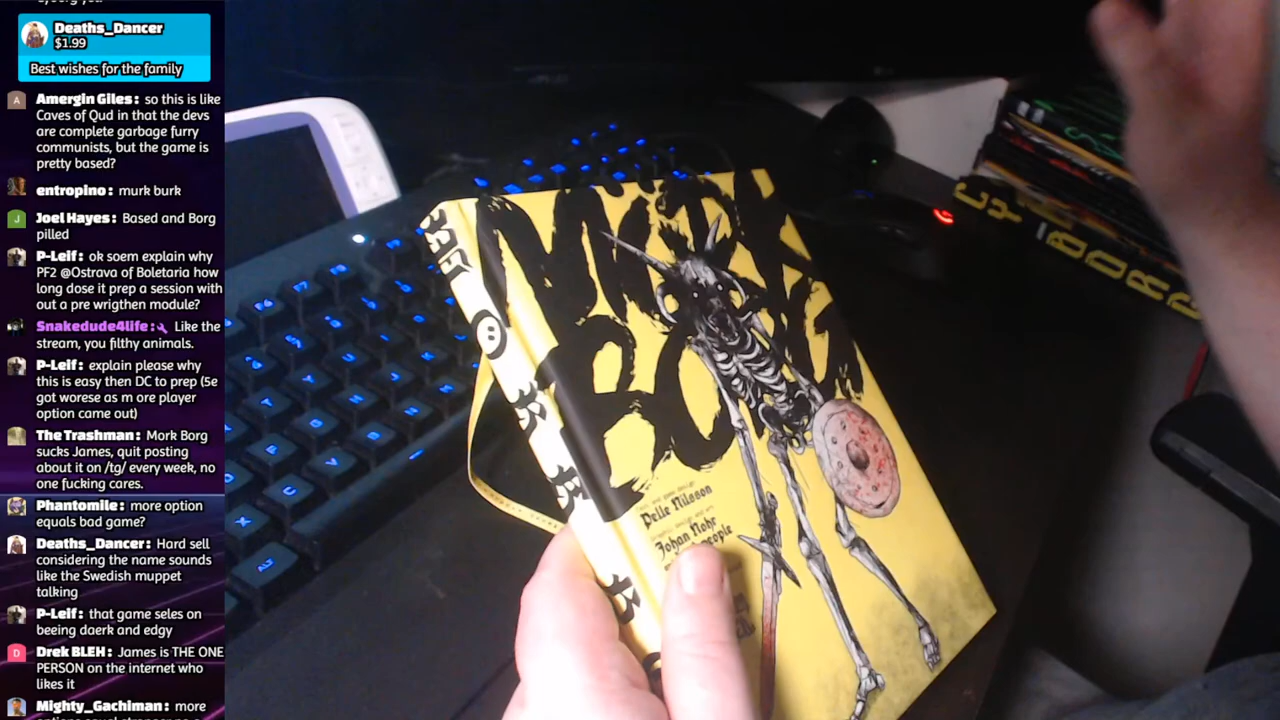 Deaths_Dancer
$1.99
Best wishes for the family
Amergin Giles: so this is like
Caves of Qud in that the devs
are complete garbage furry
communists, but the game is
pretty based?
entropino: murk burk
Joel Hayes: Based and Borg
pilled
P-Leif: ok soem explain why
PF2 @Ostrava of Boletaria how
long dose it prep a session with
out a pre wrigthen module?
Snakedude4life: Like the
stream, you filthy animals.
P-Leif: explain please why
this is easy then DC to prep (5e
got worese as m ore player
option came out)
The Trashman: Mork Borg
sucks James, quit posting
about it on /tg/ every week, no
one fucking cares.
Phantomile: more option
equals bad game?
Deaths_Dancer: Hard sell
considering the name sounds
like the Swedish muppet
talking
P-Leif: that game seles on
beeing daerk and edgy
Drek BLEH: James is THE ONE
PERSON on the internet who
likes it
Mighty_Gachiman: more
MÖRK
BORG
Pelle Nilsson
Johan Nohr
CY_BORG